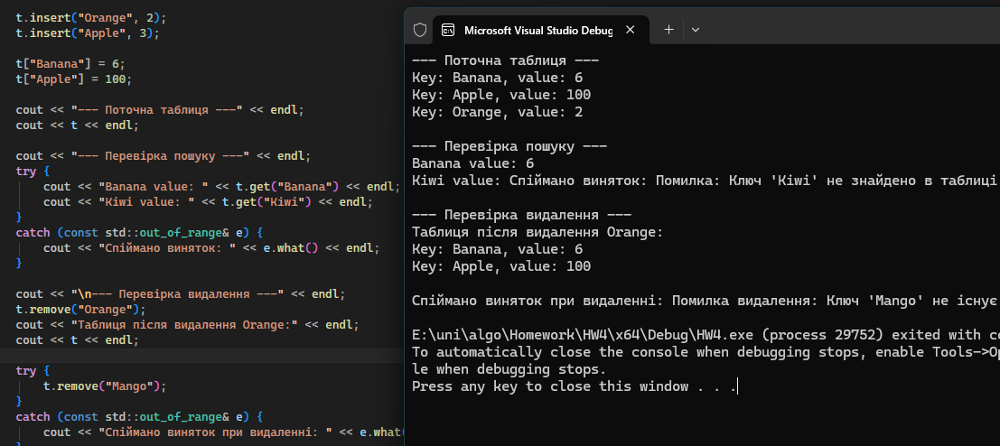 t.insert("Orange", 2);
t.insert("Apple", 3);
t["Banana"] = 6;
t["Apple"] = 100;
cout << "--- Поточна таблиця ---" << endl;
cout << t << endl;
cout << "--- Перевірка пошуку ---" << endl;
try {
cout << "Banana value: " << t.get("Banana") << endl;
cout << "Kiwi value: " << t.get("Kiwi") << endl;
}
catch (const std::out_of_range& e) {
cout << "Спіймано виняток: " << e.what() << endl;
}
cout << "\n--- Перевірка видалення ---" << endl;
t.remove("Orange");
cout << "Таблиця після видалення Orange:" << endl;
cout << t << endl;
try {
t.remove("Mango");
}
catch (const std::out_of_range& e) {
cout << "Спіймано виняток при видаленні: " << e.what
Microsoft Visual Studio Debug
--- Поточна таблиця ---
Key: Banana, value: 6
Key: Apple, value: 100
Key: Orange, value: 2
--- Перевірка пошуку ---
Banana value: 6
Kiwi value: Спіймано виняток: Помилка: Ключ 'Kiwi' не знайдено в таблиці
--- Перевірка видалення ---
Таблиця після видалення Orange:
Key: Banana, value: 6
Key: Apple, value: 100
Спіймано виняток при видаленні: Помилка видалення: Ключ 'Mango' не існує
E:\uni\algo\Homework\HW4\x64\Debug\HW4.exe (process 29752) exited with co
To automatically close the console when debugging stops, enable Tools->Op
le when debugging stops.
Press any key to close this window . . .